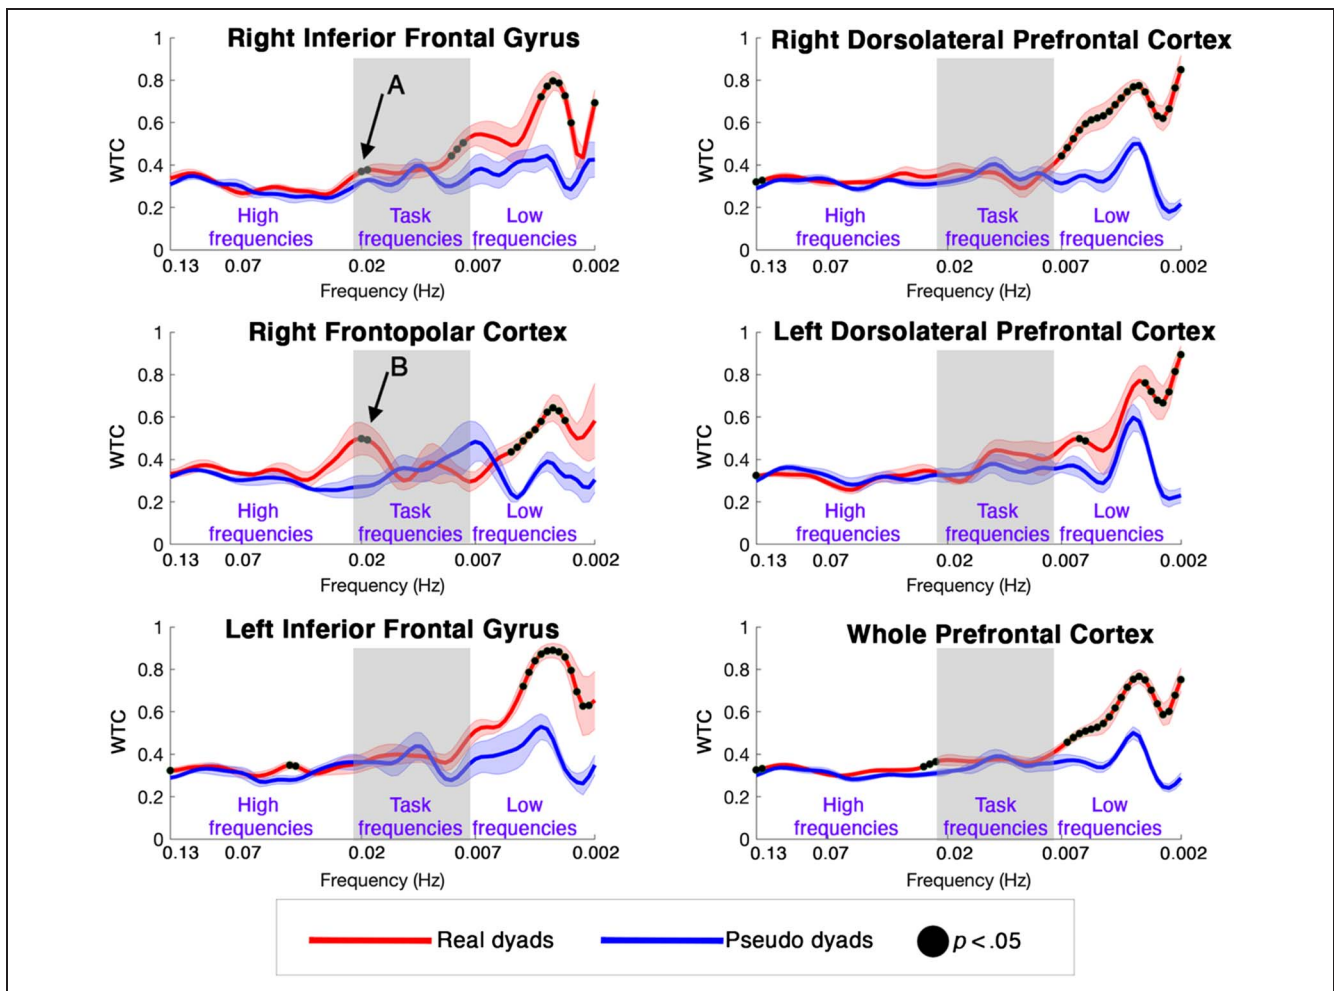 Right Inferior Frontal Gyrus
1
0.8
0.6
0.4
0.2
0
WTC
A
High
frequencies
Task
frequencies
Low
frequencies
0.13 0.07 0.02 0.007 0.002
Frequency (Hz)
Right Dorsolateral Prefrontal Cortex
1
0.8
0.6
0.4
0.2
0
WTC
High
frequencies
Task
frequencies
Low
frequencies
0.13 0.07 0.02 0.007 0.002
Frequency (Hz)
Right Frontopolar Cortex
1
0.8
0.6
0.4
0.2
0
WTC
B
High
frequencies
Task
frequencies
Low
frequencies
0.13 0.07 0.02 0.007 0.002
Frequency (Hz)
Left Dorsolateral Prefrontal Cortex
1
0.8
0.6
0.4
0.2
0
WTC
High
frequencies
Task
frequencies
Low
frequencies
0.13 0.07 0.02 0.007 0.002
Frequency (Hz)
Left Inferior Frontal Gyrus
1
0.8
0.6
0.4
0.2
0
WTC
High
frequencies
Task
frequencies
Low
frequencies
0.13 0.07 0.02 0.007 0.002
Frequency (Hz)
Whole Prefrontal Cortex
1
0.8
0.6
0.4
0.2
0
WTC
High
frequencies
Task
frequencies
Low
frequencies
0.13 0.07 0.02 0.007 0.002
Frequency (Hz)
Real dyads Pseudo dyads p < .05